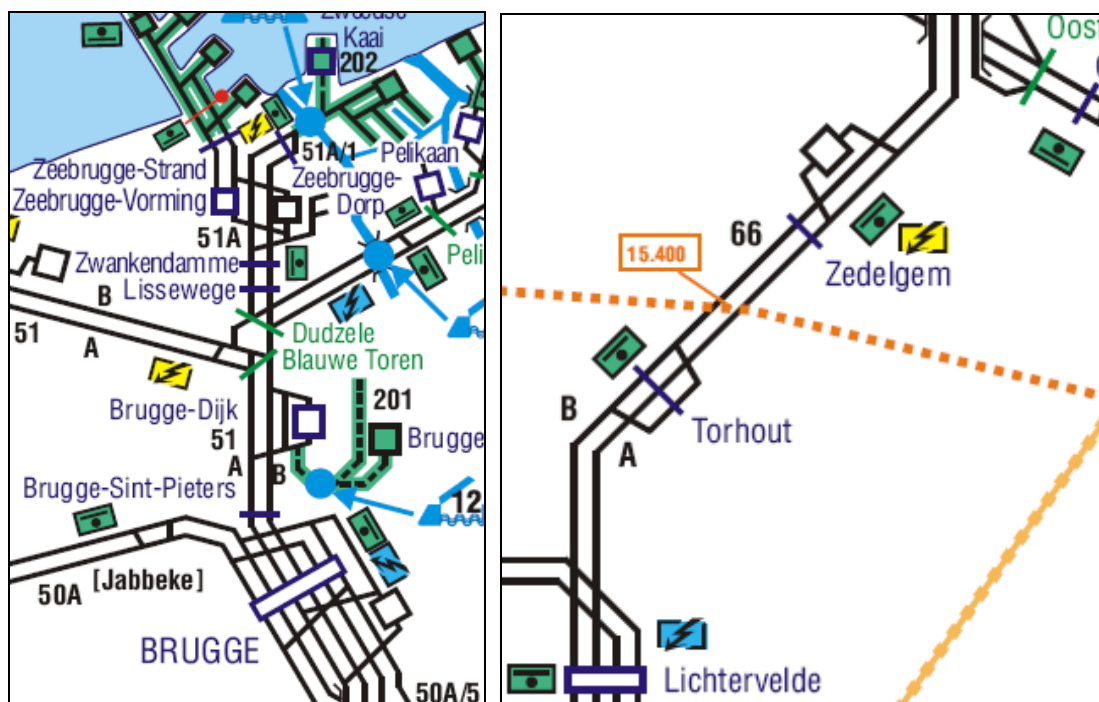 Zweedse
Kaai
202
51A/1
Pelikaan
Zeebrugge-Strand
Zeebrugge-
Zeebrugge-Vorming
Dorp
51A
Zwankendamme
B
Lissewege
51
A
Dudzele
Blauwe Toren
201
Brugge-Dijk
Brugge
51
A
B
Brugge-Sint-Pieters
12
50A
[Jabbeke]
BRUGGE
50A/5
66
15.400
Zedelgem
B
A
Torhout
Lichtervelde